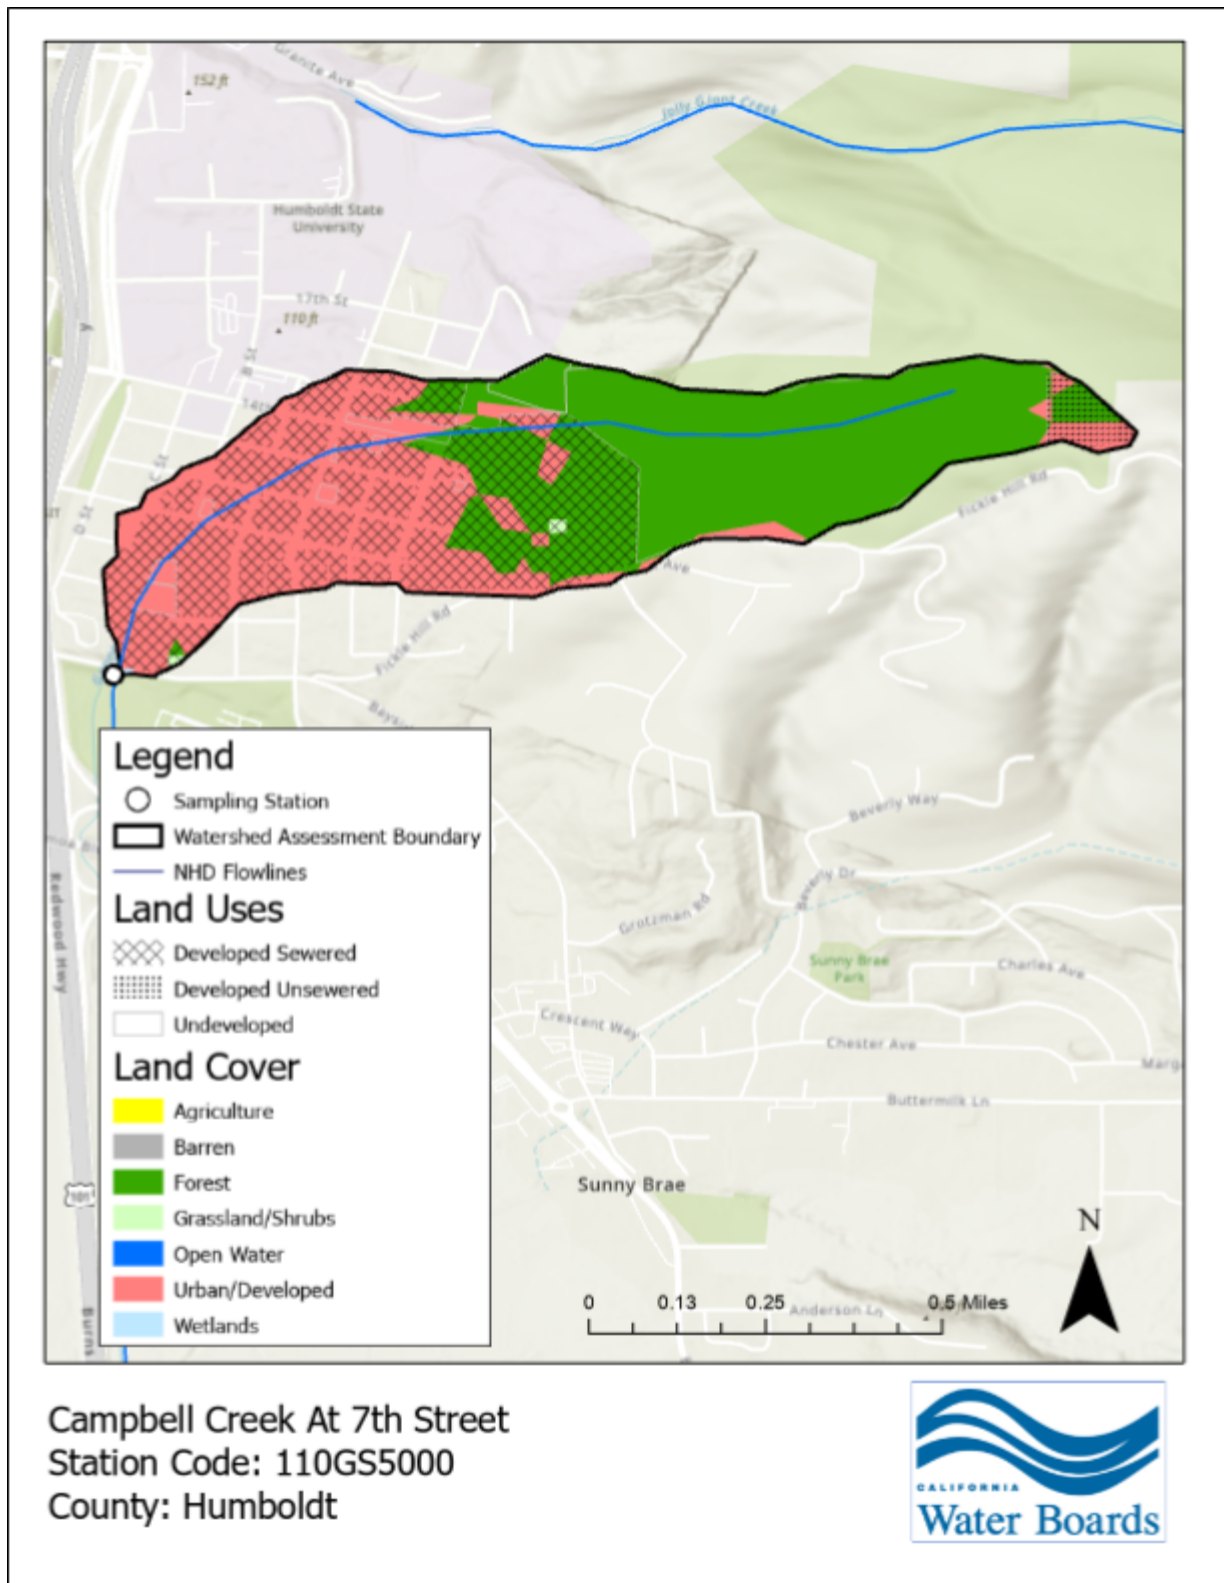 Granite Ave
152 ft
Jolly Giant Creek
Humboldt State
University
17th St
110 ft
B St
14th
C St
D St
Fickle Hill Rd
Ave
Fickle Hill Rd
Legend
Sampling Station
Watershed Assessment Boundary
NHD Flowlines
Land Uses
Developed Sewered
Developed Unsewered
Undeveloped
Land Cover
Agriculture
Barren
Forest
Grassland/Shrubs
Open Water
Urban/Developed
Wetlands
Redwood Hwy
101
Burns
Beverly Way
Beverly Dr
Grotzman Rd
Sunny Brae
Park
Charles Ave
Crescent Way
Chester Ave
Buttermilk Ln
Sunny Brae
N
0 0.13 0.25 0.5 Miles
Anderson Ln
Campbell Creek At 7th Street
Station Code: 110GS5000
County: Humboldt
CALIFORNIA
Water Boards